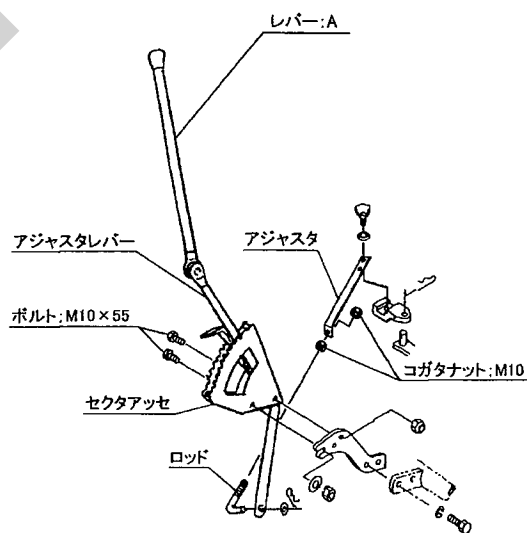 レバー:A
アジャスタレバー
アジャスタ
ボルト:M10×55
コガタナット:M10
セクタアッセ
ロッド